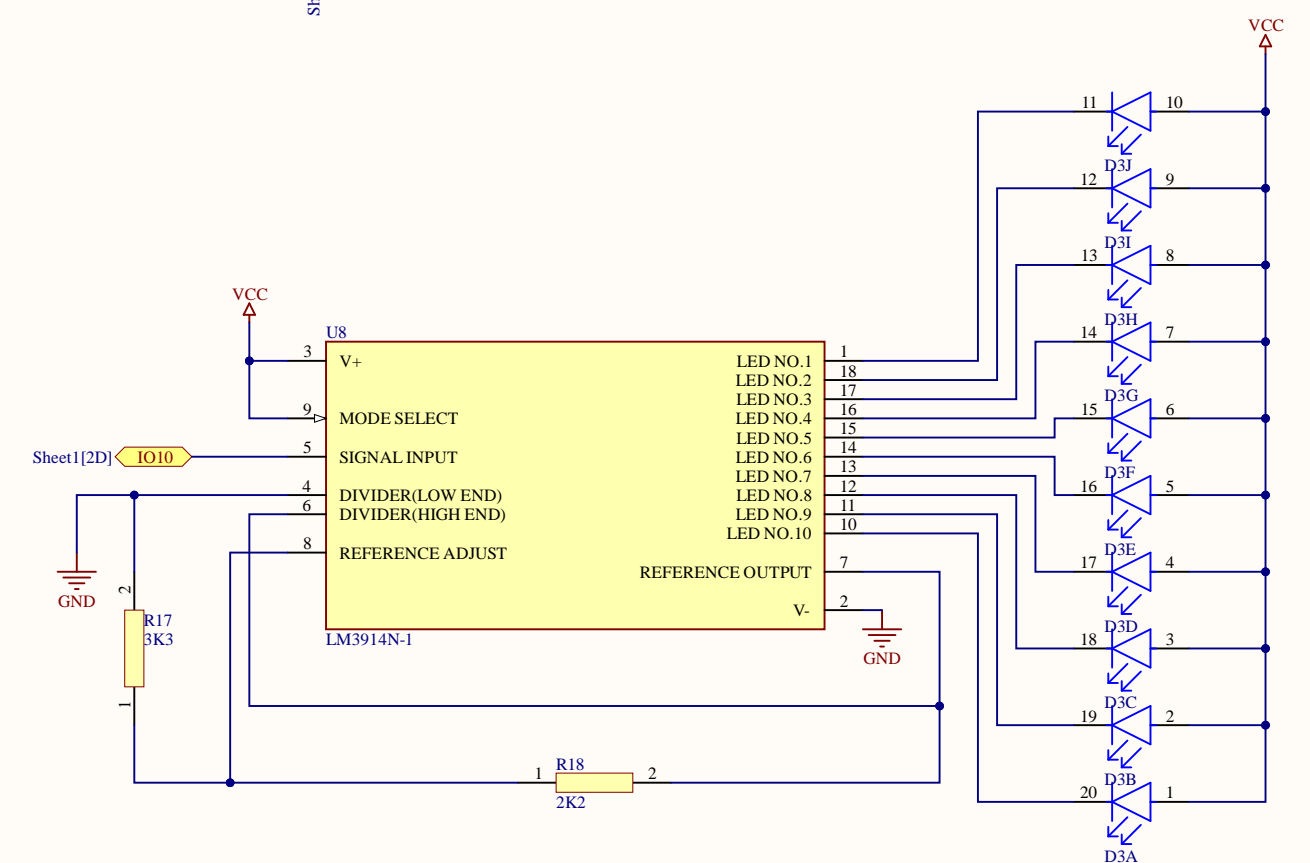 Sh
VCC
11
10
D3J
12
9
D3I
13
8
D3H
14
7
D3G
15
6
D3F
16
5
D3E
17
4
D3D
18
3
D3C
19
2
D3B
20
1
D3A
VCC
U8
3
V+
9
MODE SELECT
Sheet1[2D]
IO10
5
SIGNAL INPUT
4
DIVIDER(LOW END)
6
DIVIDER(HIGH END)
8
REFERENCE ADJUST
LED NO.1
1
LED NO.2
18
LED NO.3
17
LED NO.4
16
LED NO.5
15
LED NO.6
14
LED NO.7
13
LED NO.8
12
LED NO.9
11
LED NO.10
10
REFERENCE OUTPUT
7
V-
2
LM3914N-1
GND
GND
2
R17
3K3
1
R18
1
2
2K2